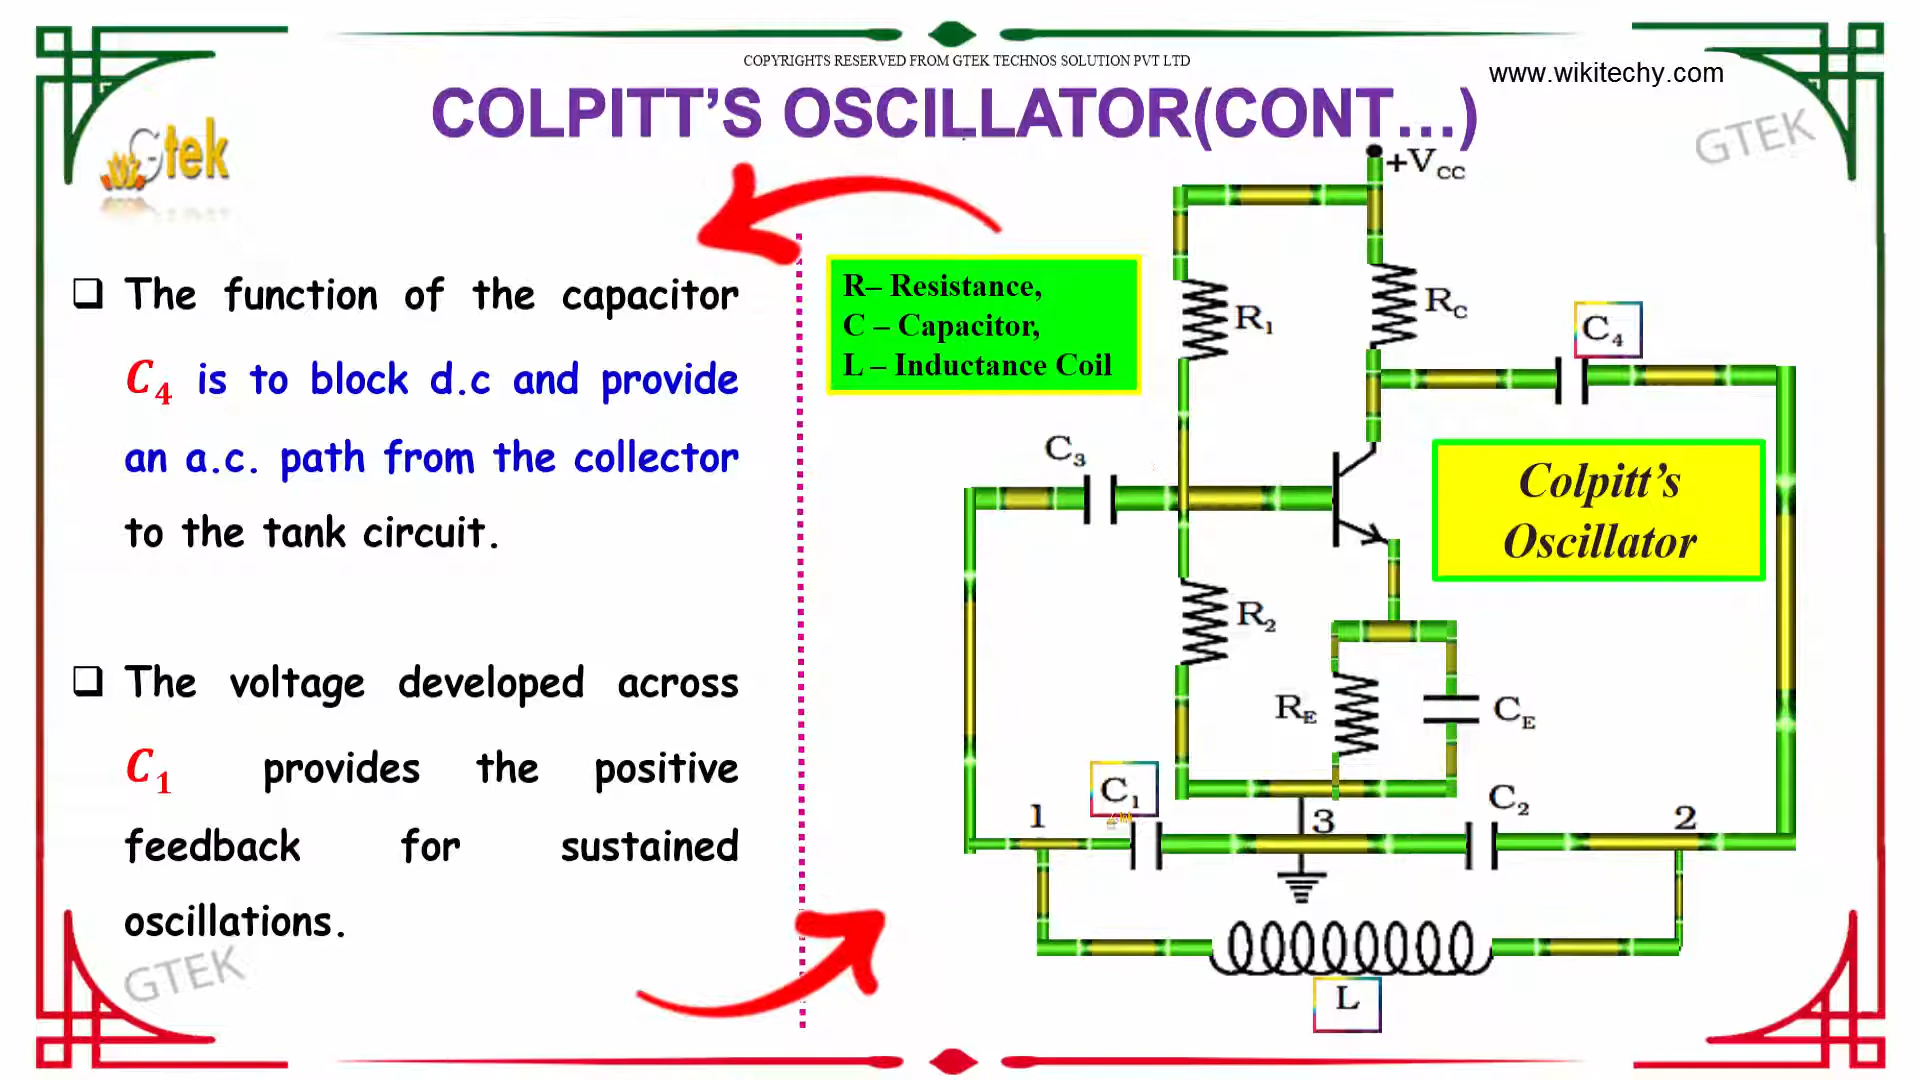 COPYRIGHTS RESERVED FROM GTEK TECHNOS SOLUTION PVT LTD
www.wikitechy.com
COLPITT’S OSCILLATOR(CONT…)
GTEK
Gtek
+VCC
❑ The function of the capacitor
C4 is to block d.c and provide
an a.c. path from the collector
to the tank circuit.
❑ The voltage developed across
C1 provides the positive
feedback for sustained
oscillations.
GTEK
R– Resistance,
C – Capacitor,
L – Inductance Coil
R1
RC
C4
C3
Colpitt’s
Oscillator
R2
RE
CE
C1
C2
1
3
2
L